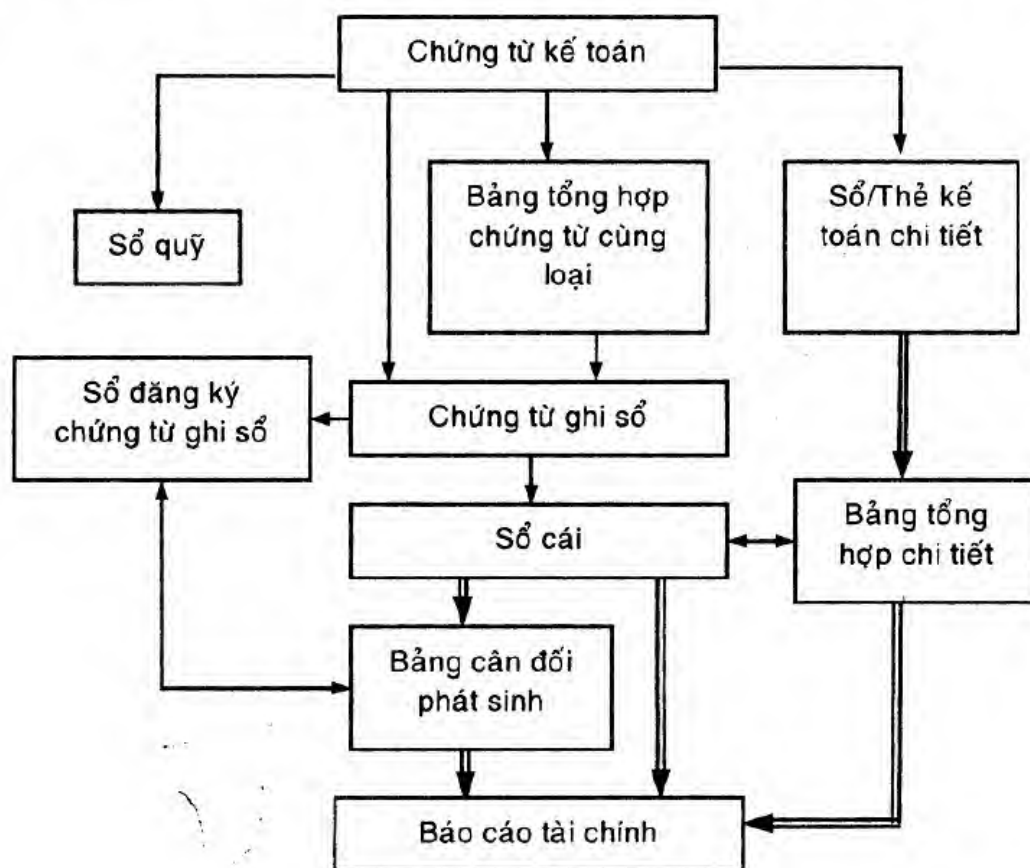 Chứng từ kế toán
Bảng tổng hợp
chứng từ cùng
loại
Sổ/Thẻ kế
toán chi tiết
Sổ quỹ
Sổ đăng ký
chứng từ ghi sổ
Chứng từ ghi sổ
Sổ cái
Bảng tổng
hợp chi tiết
Bảng cân đối
phát sinh
Báo cáo tài chính